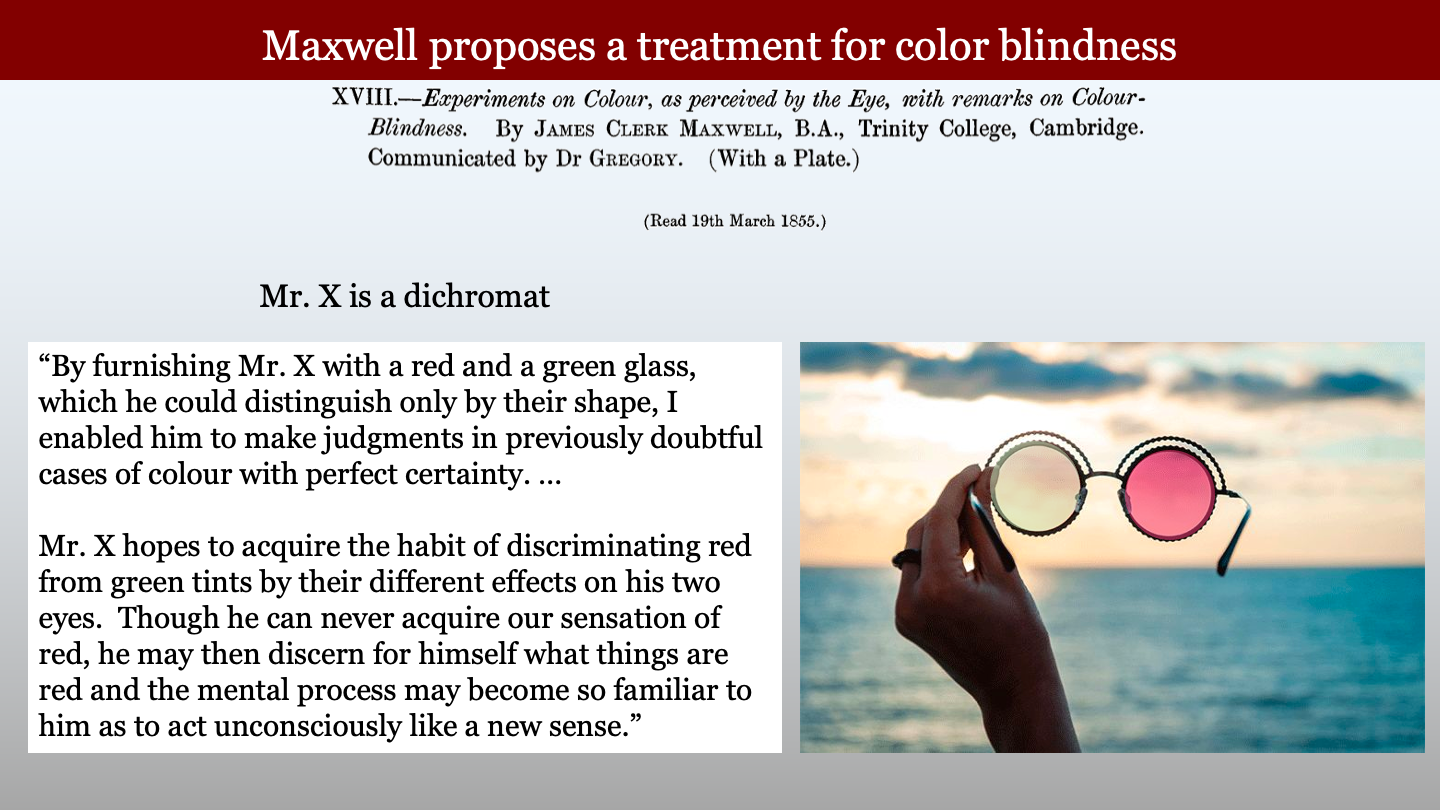 Maxwell proposes a treatment for color blindness
XVIII.—Experiments on Colour, as perceived by the Eye, with remarks on Colour-
Blindness. By James Clerk Maxwell, B.A., Trinity College, Cambridge.
Communicated by Dr Gregory. (With a Plate.)
(Read 19th March 1855.)
Mr. X is a dichromat
“By furnishing Mr. X with a red and a green glass,
which he could distinguish only by their shape, I
enabled him to make judgments in previously doubtful
cases of colour with perfect certainty. ...
Mr. X hopes to acquire the habit of discriminating red
from green tints by their different effects on his two
eyes.  Though he can never acquire our sensation of
red, he may then discern for himself what things are
red and the mental process may become so familiar to
him as to act unconsciously like a new sense.”